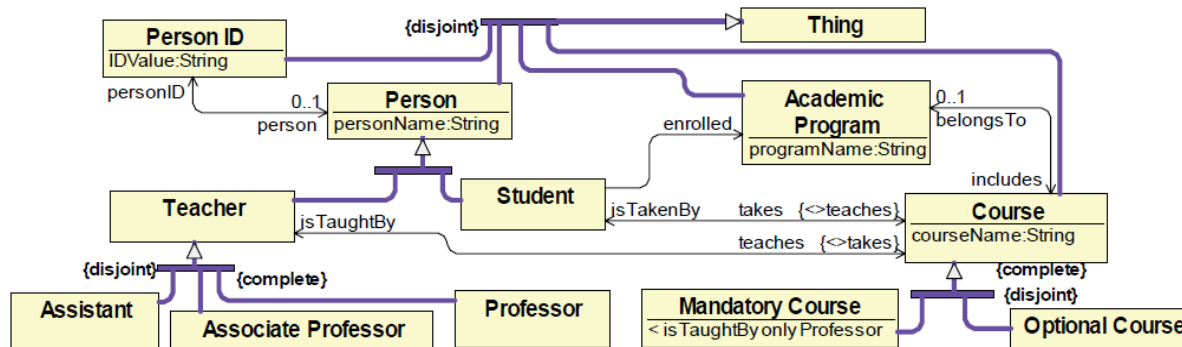 {disjoint}
Thing
Person ID
IDValue:String
personID
0..1
person
Person
personName:String
enrolled
Academic
Program
programName:String
0..1
belongsTo
includes
Teacher
Student
isTaughtBy
isTakenBy
takes {<>teaches}
teaches {<>takes}
Course
courseName:String
{disjoint}
{complete}
{complete}
{disjoint}
Assistant
Associate Professor
Professor
Mandatory Course
< isTaughtBy only Professor
Optional Course